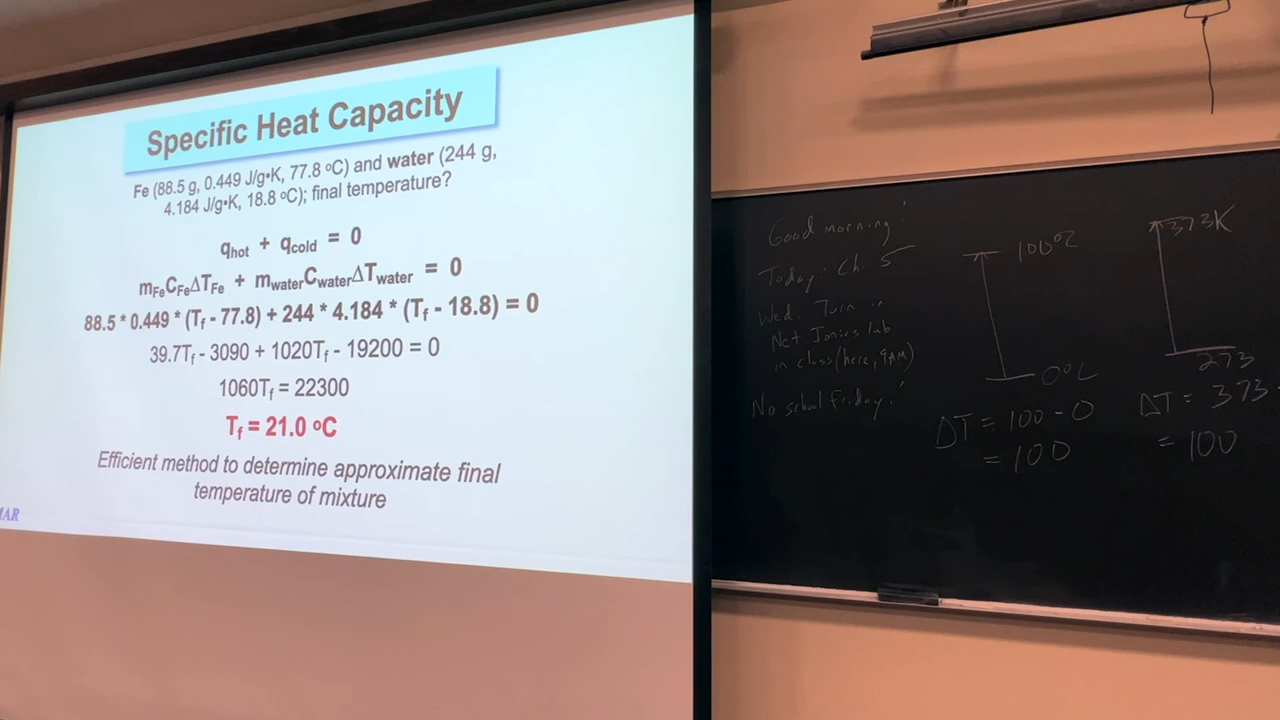 Specific Heat Capacity
Fe (88.5 g, 0.449 J/g•K, 77.8 ºC) and water (244 g,
4.184 J/g•K, 18.8 ºC); final temperature?
qhot + qcold = 0
mFeCFeΔTFe + mwaterCwaterΔTwater = 0
88.5 * 0.449 * (Tf - 77.8) + 244 * 4.184 * (Tf - 18.8) = 0
39.7Tf - 3090 + 1020Tf - 19200 = 0
1060Tf = 22300
Tf = 21.0 ºC
Efficient method to determine approximate final
temperature of mixture
MAR
Good morning!
Today: Ch. 5
Wed: Turn in
Net Ionics lab
in class (here, 9AM)
No school Friday!
100°C
0°C
ΔT = 100 - 0
= 100
373K
273
ΔT = 373 -
= 100